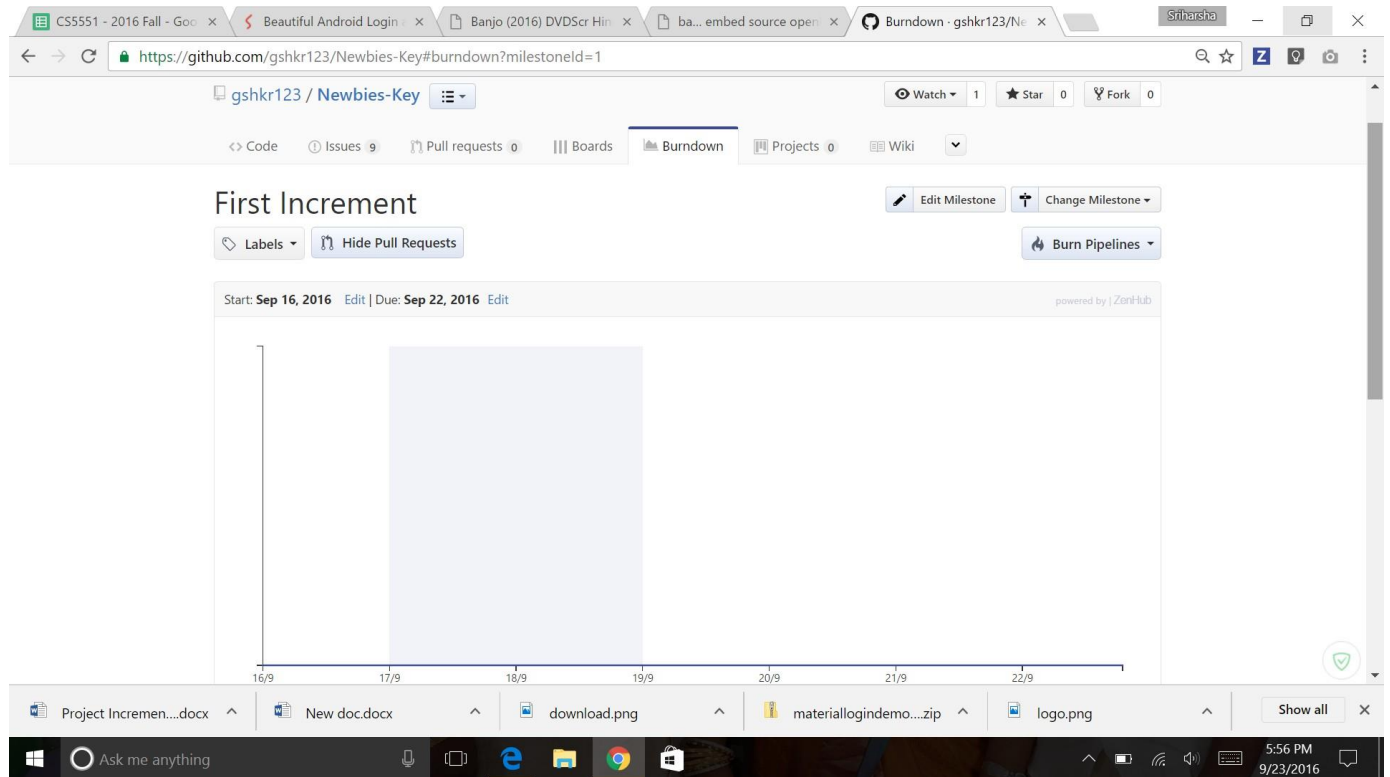 CS5551 - 2016 Fall - Goo
Beautiful Android Login
Banjo (2016) DVDScr Hin
ba... embed source open
Burndown · gshkr123/Ne
Sriharsha
https://github.com/gshkr123/Newbies-Key#burndown?milestoneId=1
gshkr123 / Newbies-Key
Watch 1 Star 0 Fork 0
Code Issues 9 Pull requests 0 Boards Burndown Projects 0 Wiki
First Increment
Edit Milestone Change Milestone
Labels Hide Pull Requests
Burn Pipelines
Start: Sep 16, 2016 Edit | Due: Sep 22, 2016 Edit
powered by | ZenHub
16/9 17/9 18/9 19/9 20/9 21/9 22/9
Project Incremen....docx New doc.docx download.png materiallogindemo....zip logo.png Show all
Ask me anything
5:56 PM
9/23/2016